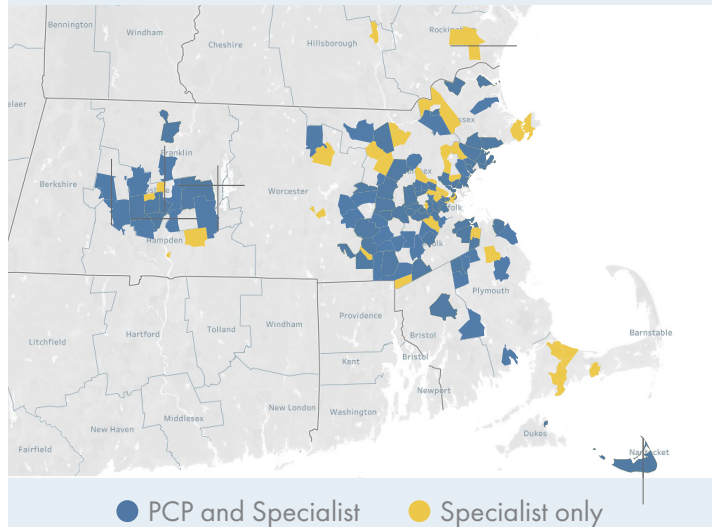 Bennington
Windham
Cheshire
Hillsborough
Franklin
Berkshire
Worcester
Hampden
Plymouth
Providence
Bristol
Bristol
Kent
Newport
Washington
Litchfield
Hartford
Tolland
Windham
New London
Middlesex
New Haven
Fairfield
Barnstable
Dukes
Nantucket
PCP and Specialist
Specialist only